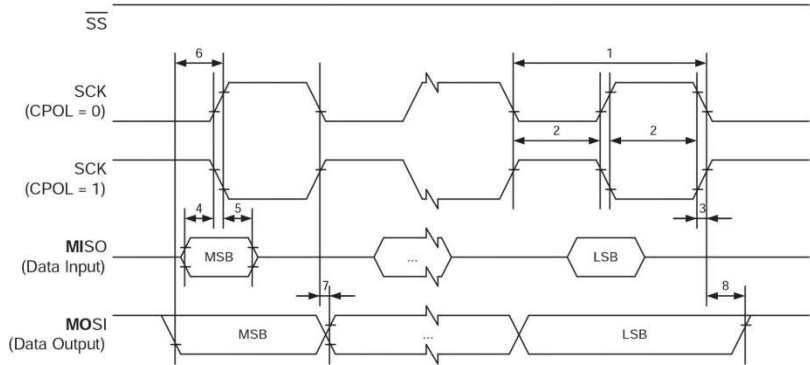 SS
6
1
SCK
(CPOL = 0)
2
2
SCK
(CPOL = 1)
4
5
3
MISO
(Data Input)
MSB
...
LSB
7
8
MOSI
(Data Output)
MSB
...
LSB